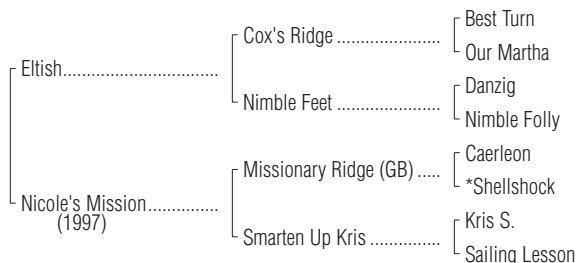 Best Turn
Cox's Ridge ......................
Our Martha
Eltish.................................
Danzig
Nimble Feet ......................
Nimble Folly
Caerleon
Missionary Ridge (GB) .....
*Shellshock
Nicole's Mission...............
(1997)
Kris S.
Smarten Up Kris ...............
Sailing Lesson